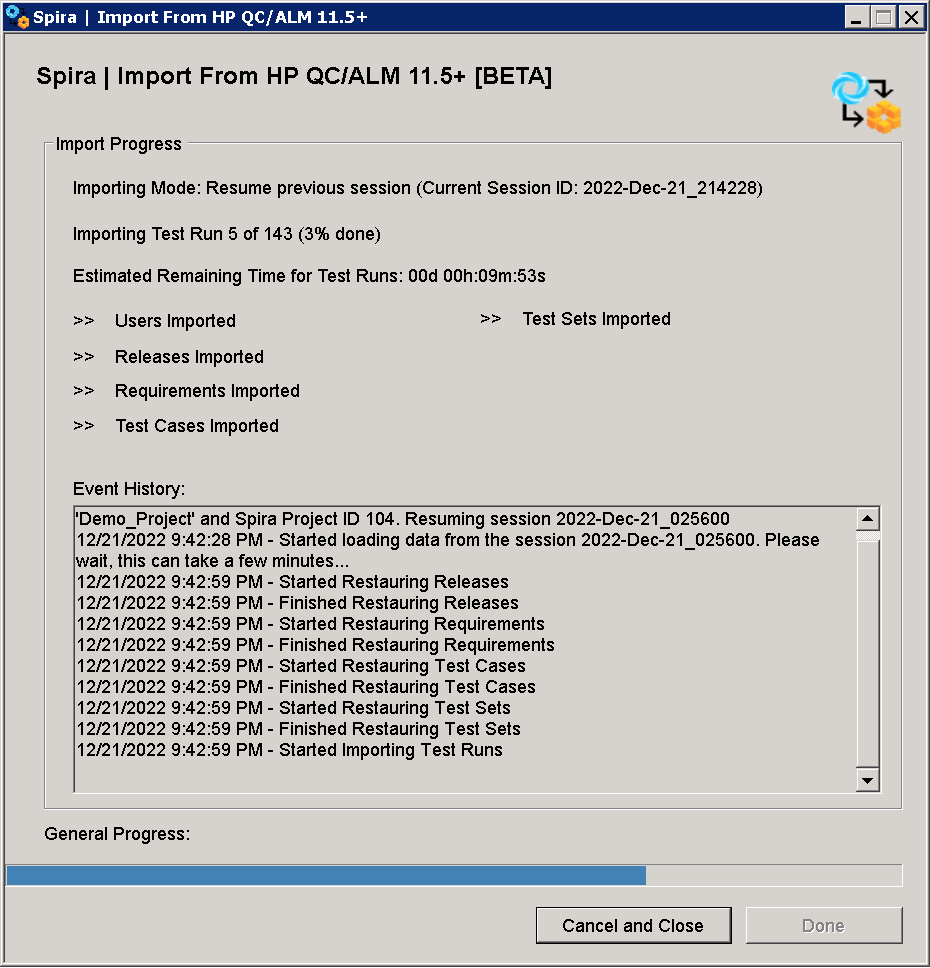 Spira | Import From HP QC/ALM 11.5+
Spira | Import From HP QC/ALM 11.5+ [BETA]
Import Progress
Importing Mode: Resume previous session (Current Session ID: 2022-Dec-21_214228)
Importing Test Run 5 of 143 (3% done)
Estimated Remaining Time for Test Runs: 00d 00h:09m:53s
>> Users Imported
>> Test Sets Imported
>> Releases Imported
>> Requirements Imported
>> Test Cases Imported
Event History:
'Demo_Project' and Spira Project ID 104. Resuming session 2022-Dec-21_025600
12/21/2022 9:42:28 PM - Started loading data from the session 2022-Dec-21_025600. Please
wait, this can take a few minutes...
12/21/2022 9:42:59 PM - Started Restauring Releases
12/21/2022 9:42:59 PM - Finished Restauring Releases
12/21/2022 9:42:59 PM - Started Restauring Requirements
12/21/2022 9:42:59 PM - Finished Restauring Requirements
12/21/2022 9:42:59 PM - Started Restauring Test Cases
12/21/2022 9:42:59 PM - Finished Restauring Test Cases
12/21/2022 9:42:59 PM - Started Restauring Test Sets
12/21/2022 9:42:59 PM - Finished Restauring Test Sets
12/21/2022 9:42:59 PM - Started Importing Test Runs
General Progress:
Cancel and Close
Done